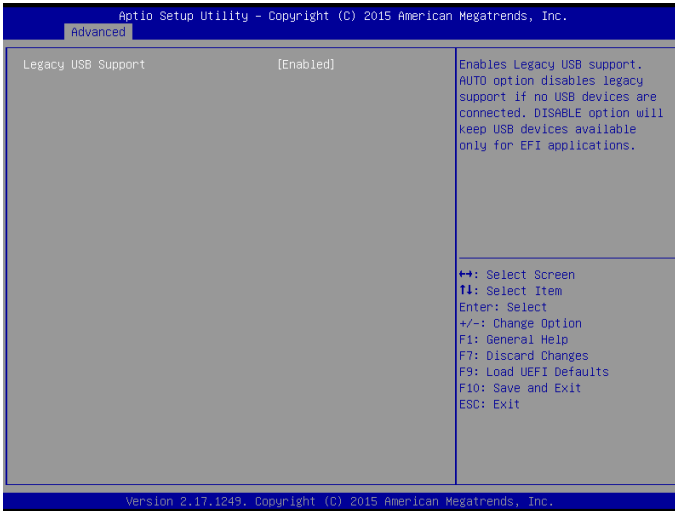 Aptio Setup Utility – Copyright (C) 2015 American Megatrends, Inc.
Advanced
Legacy USB Support [Enabled]
Enables Legacy USB support.
AUTO option disables legacy
support if no USB devices are
connected. DISABLE option will
keep USB devices available
only for EFI applications.
↔: Select Screen
↑↓: Select Item
Enter: Select
+/-: Change Option
F1: General Help
F7: Discard Changes
F9: Load UEFI Defaults
F10: Save and Exit
ESC: Exit
Version 2.17.1249. Copyright (C) 2015 American Megatrends, Inc.